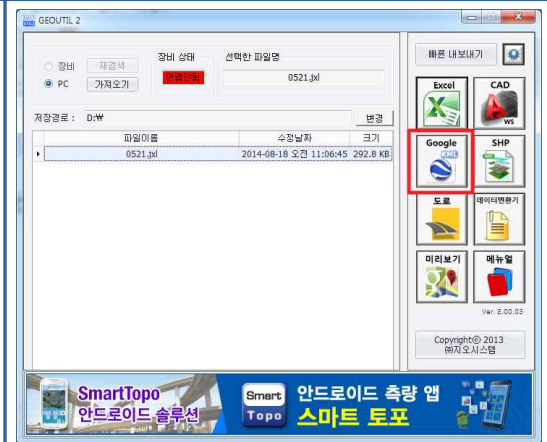 GEOUTIL 2
장비 재검색
PC 가져오기
장비 상태
연결안됨
선택한 파일명
0521.jxl
저장경로 : D:₩ 변경
파일이름 수정날짜 크기
0521.jxl 2014-08-18 오전 11:06:45 292.8 KB
빠른 내보내기
Excel CAD
WS
Google SHP
KML
도로 데이터변환기
미리보기 메뉴얼
Ver. 2.00.03
Copyright© 2013
㈜지오시스템
SmartTopo
안드로이드 솔루션
Smart
Topo
안드로이드 측량 앱
스마트 토포